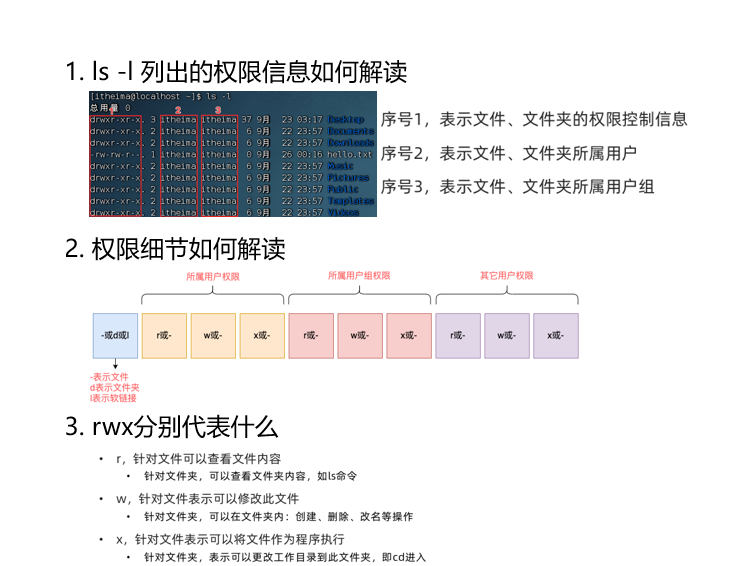 1. ls -l 列出的权限信息如何解读
[itheima@localhost ~]$ ls -l
总用量 0
1 2 3
drwxr-xr-x. 3 itheima itheima 37 9月 23 03:17 Desktop
drwxr-xr-x. 2 itheima itheima 6 9月 22 23:57 Documents
drwxr-xr-x. 2 itheima itheima 6 9月 22 23:57 Downloads
-rw-rw-r--. 1 itheima itheima 0 9月 26 00:16 hello.txt
drwxr-xr-x. 2 itheima itheima 6 9月 22 23:57 Music
drwxr-xr-x. 2 itheima itheima 6 9月 22 23:57 Pictures
drwxr-xr-x. 2 itheima itheima 6 9月 22 23:57 Public
drwxr-xr-x. 2 itheima itheima 6 9月 22 23:57 Templates
drwxr-xr-x. 2 itheima itheima 6 9月 22 23:57 Videos
序号1，表示文件、文件夹的权限控制信息
序号2，表示文件、文件夹所属用户
序号3，表示文件、文件夹所属用户组
2. 权限细节如何解读
所属用户权限 所属用户组权限 其它用户权限
-或d或l r或- w或- x或- r或- w或- x或- r或- w或- x或-
-表示文件
d表示文件夹
l表示软链接
3. rwx分别代表什么
• r，针对文件可以查看文件内容
• 针对文件夹，可以查看文件夹内容，如ls命令
• w，针对文件表示可以修改此文件
• 针对文件夹，可以在文件夹内：创建、删除、改名等操作
• x，针对文件表示可以将文件作为程序执行
• 针对文件夹，表示可以更改工作目录到此文件夹，即cd进入